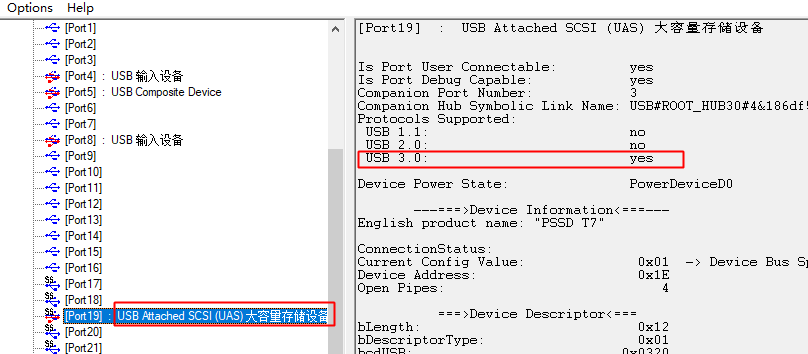 Options Help
[Port1]
[Port2]
[Port3]
[Port4] : USB 输入设备
[Port5] : USB Composite Device
[Port6]
[Port7]
[Port8] : USB 输入设备
[Port9]
[Port10]
[Port11]
[Port12]
[Port13]
[Port14]
[Port15]
[Port16]
[Port17]
[Port18]
[Port19] : USB Attached SCSI (UAS) 大容量存储设备
[Port20]
[Port21]
[Port19] : USB Attached SCSI (UAS) 大容量存储设备
Is Port User Connectable: yes
Is Port Debug Capable: yes
Companion Port Number: 3
Companion Hub Symbolic Link Name: USB#ROOT_HUB30#4&186df
Protocols Supported:
USB 1.1: no
USB 2.0: no
USB 3.0: yes
Device Power State: PowerDeviceD0
---===>Device Information<===---
English product name: "PSSD T7"
ConnectionStatus:
Current Config Value: 0x01 -> Device Bus Sp
Device Address: 0x1E
Open Pipes: 4
===>Device Descriptor<===
bLength: 0x12
bDescriptorType: 0x01
bcdUSB: 0x0320